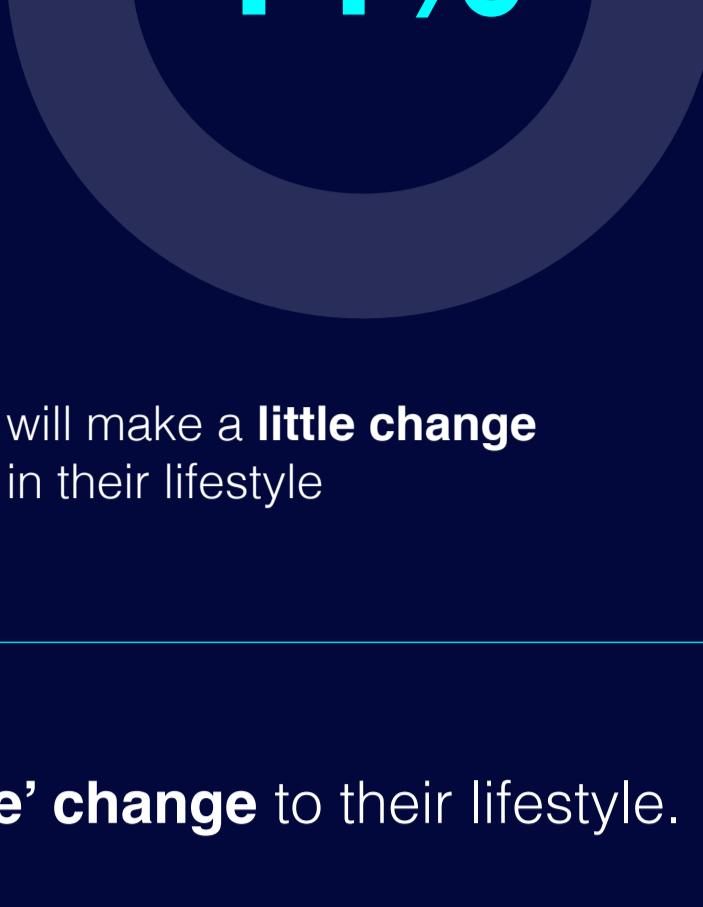 will make a little change
in their lifestyle
’ change to their lifestyle.